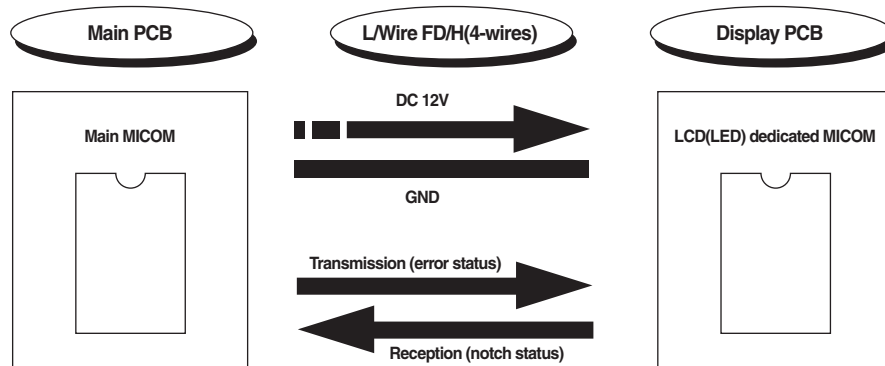 Main PCB
L/Wire FD/H(4-wires)
Display PCB
Main MICOM
DC 12V
GND
LCD(LED) dedicated MICOM
Transmission (error status)
Reception (notch status)